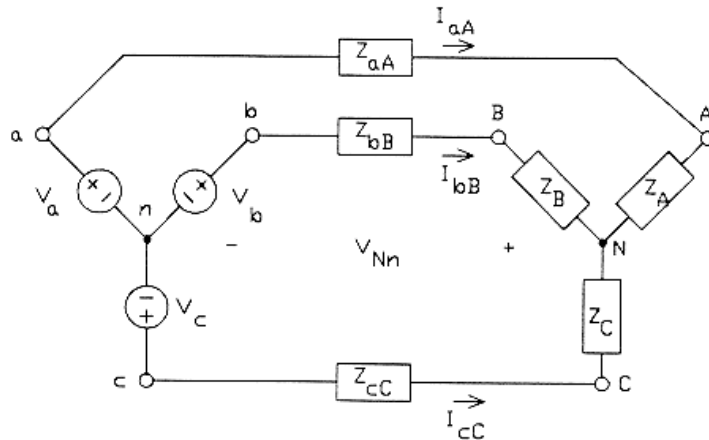 I_aA
Z_aA
a
b
Z_bB
B
A
I_bB
V_a
+
-
n
-
+
V_b
Z_B
Z_A
-
V_Nn
+
N
-
+
V_c
Z_C
c
Z_cC
C
I_cC